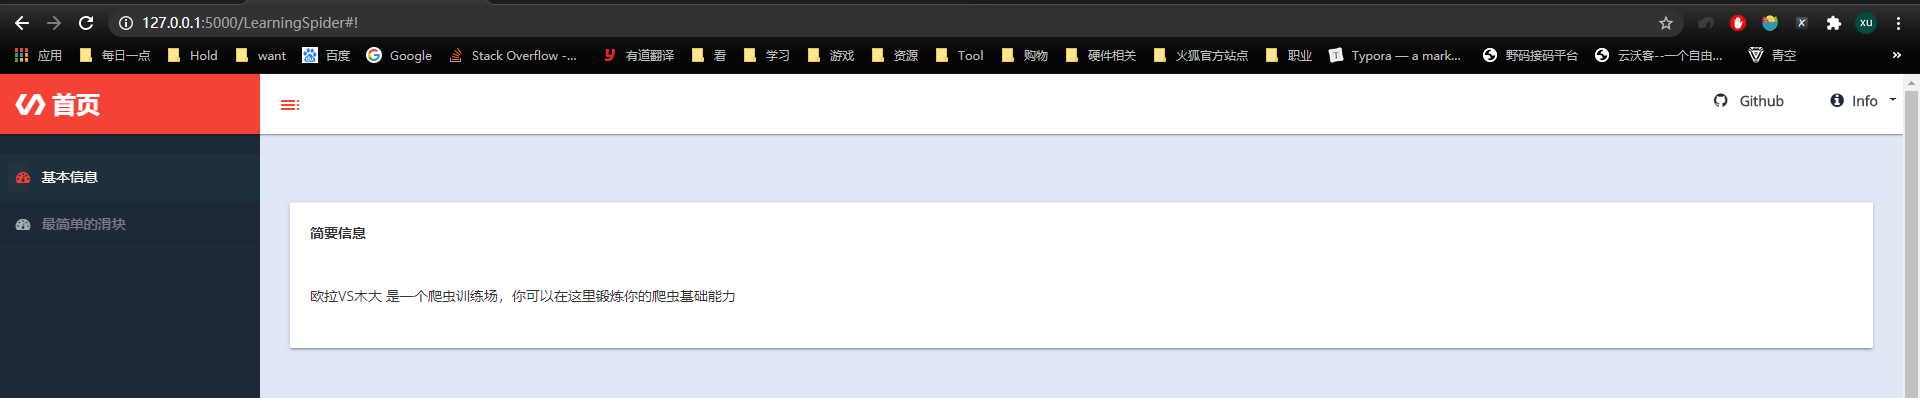 127.0.0.1:5000/LearningSpider#!
xu
应用 每日一点 Hold want 百度 Google Stack Overflow -... 有道翻译 看 学习 游戏 资源 Tool 购物 硬件相关 火狐官方站点 职业 Typora — a mark... 野码接码平台 云沃客--一个自由... 青空 »
首页
Github Info
基本信息
最简单的滑块
简要信息
欧拉VS木大 是一个爬虫训练场，你可以在这里锻炼你的爬虫基础能力